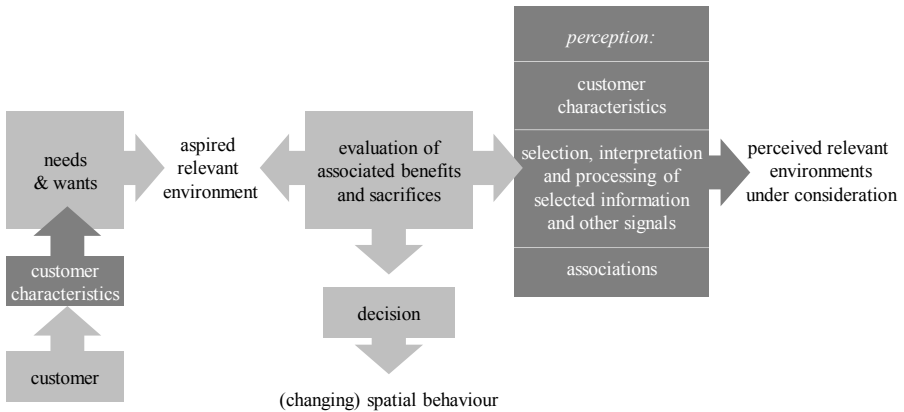 needs
& wants
customer
characteristics
customer
aspired
relevant
environment
evaluation of
associated benefits
and sacrifices
decision
(changing) spatial behaviour
perception:
customer
characteristics
selection, interpretation
and processing of
selected information
and other signals
associations
perceived relevant
environments
under consideration